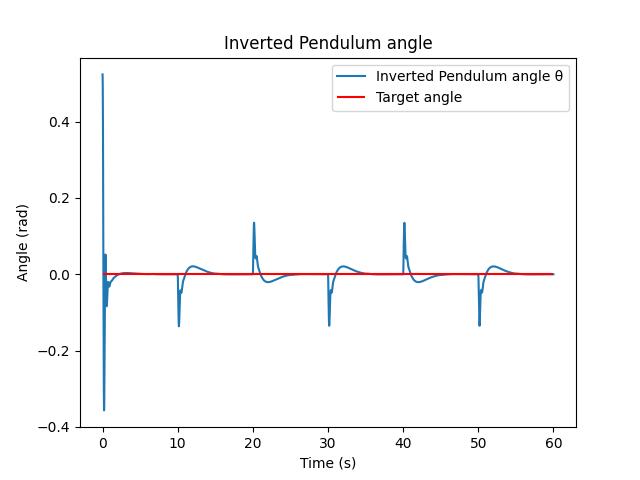 Inverted Pendulum angle
Inverted Pendulum angle θ
Target angle
0.4
0.2
0.0
−0.2
−0.4
Angle (rad)
0 10 20 30 40 50 60
Time (s)